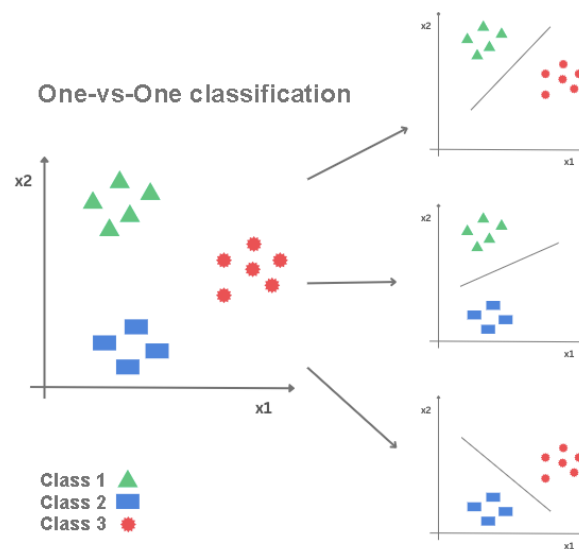 One-vs-One classification
x2
x1
Class 1
Class 2
Class 3
x2
x1
x2
x1
x2
x1